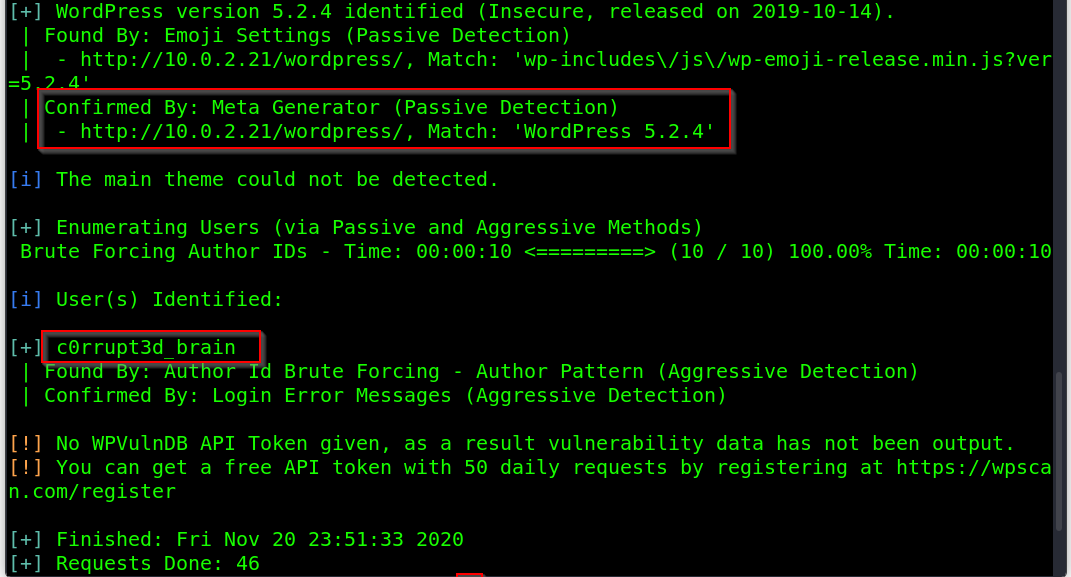 [+] WordPress version 5.2.4 identified (Insecure, released on 2019-10-14).
 | Found By: Emoji Settings (Passive Detection)
 |  - http://10.0.2.21/wordpress/, Match: 'wp-includes\/js\/wp-emoji-release.min.js?ver
=5.2.4'
 | Confirmed By: Meta Generator (Passive Detection)
 |  - http://10.0.2.21/wordpress/, Match: 'WordPress 5.2.4'
[i] The main theme could not be detected.
[+] Enumerating Users (via Passive and Aggressive Methods)
 Brute Forcing Author IDs - Time: 00:00:10 <=========> (10 / 10) 100.00% Time: 00:00:10
[i] User(s) Identified:
[+] c0rrupt3d_brain
 | Found By: Author Id Brute Forcing - Author Pattern (Aggressive Detection)
 | Confirmed By: Login Error Messages (Aggressive Detection)
[!] No WPVulnDB API Token given, as a result vulnerability data has not been output.
[!] You can get a free API token with 50 daily requests by registering at https://wpsca
n.com/register
[+] Finished: Fri Nov 20 23:51:33 2020
[+] Requests Done: 46